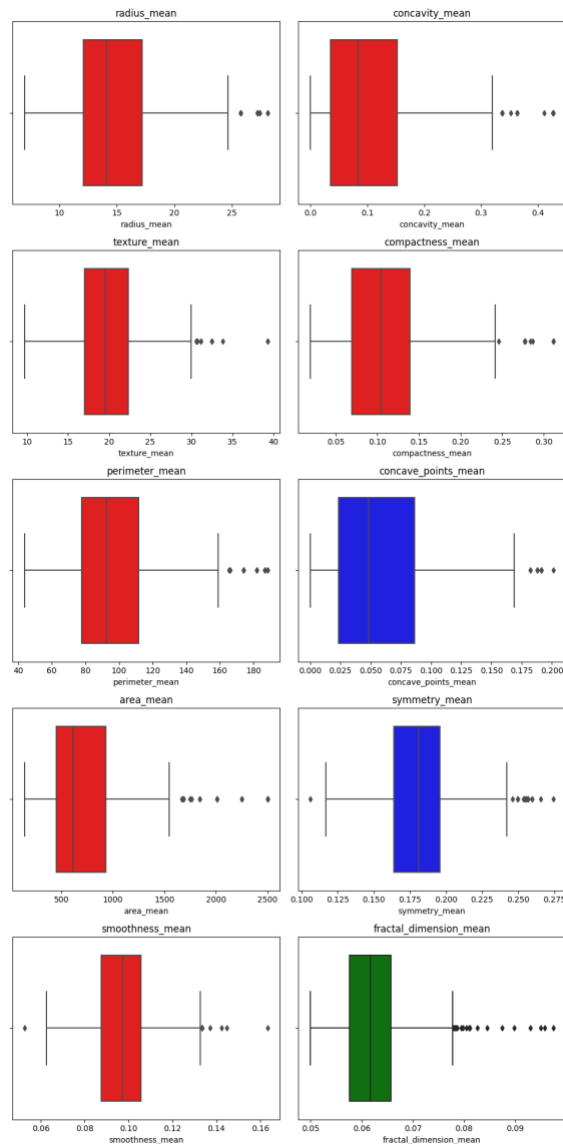 radius_mean
10 15 20 25
radius_mean
concavity_mean
0.0 0.1 0.2 0.3 0.4
concavity_mean
texture_mean
10 15 20 25 30 35 40
texture_mean
compactness_mean
0.05 0.10 0.15 0.20 0.25 0.30
compactness_mean
perimeter_mean
40 60 80 100 120 140 160 180
perimeter_mean
concave_points_mean
0.000 0.025 0.050 0.075 0.100 0.125 0.150 0.175 0.200
concave_points_mean
area_mean
500 1000 1500 2000 2500
area_mean
symmetry_mean
0.100 0.125 0.150 0.175 0.200 0.225 0.250 0.275
symmetry_mean
smoothness_mean
0.06 0.08 0.10 0.12 0.14 0.16
smoothness_mean
fractal_dimension_mean
0.05 0.06 0.07 0.08 0.09
fractal_dimension_mean